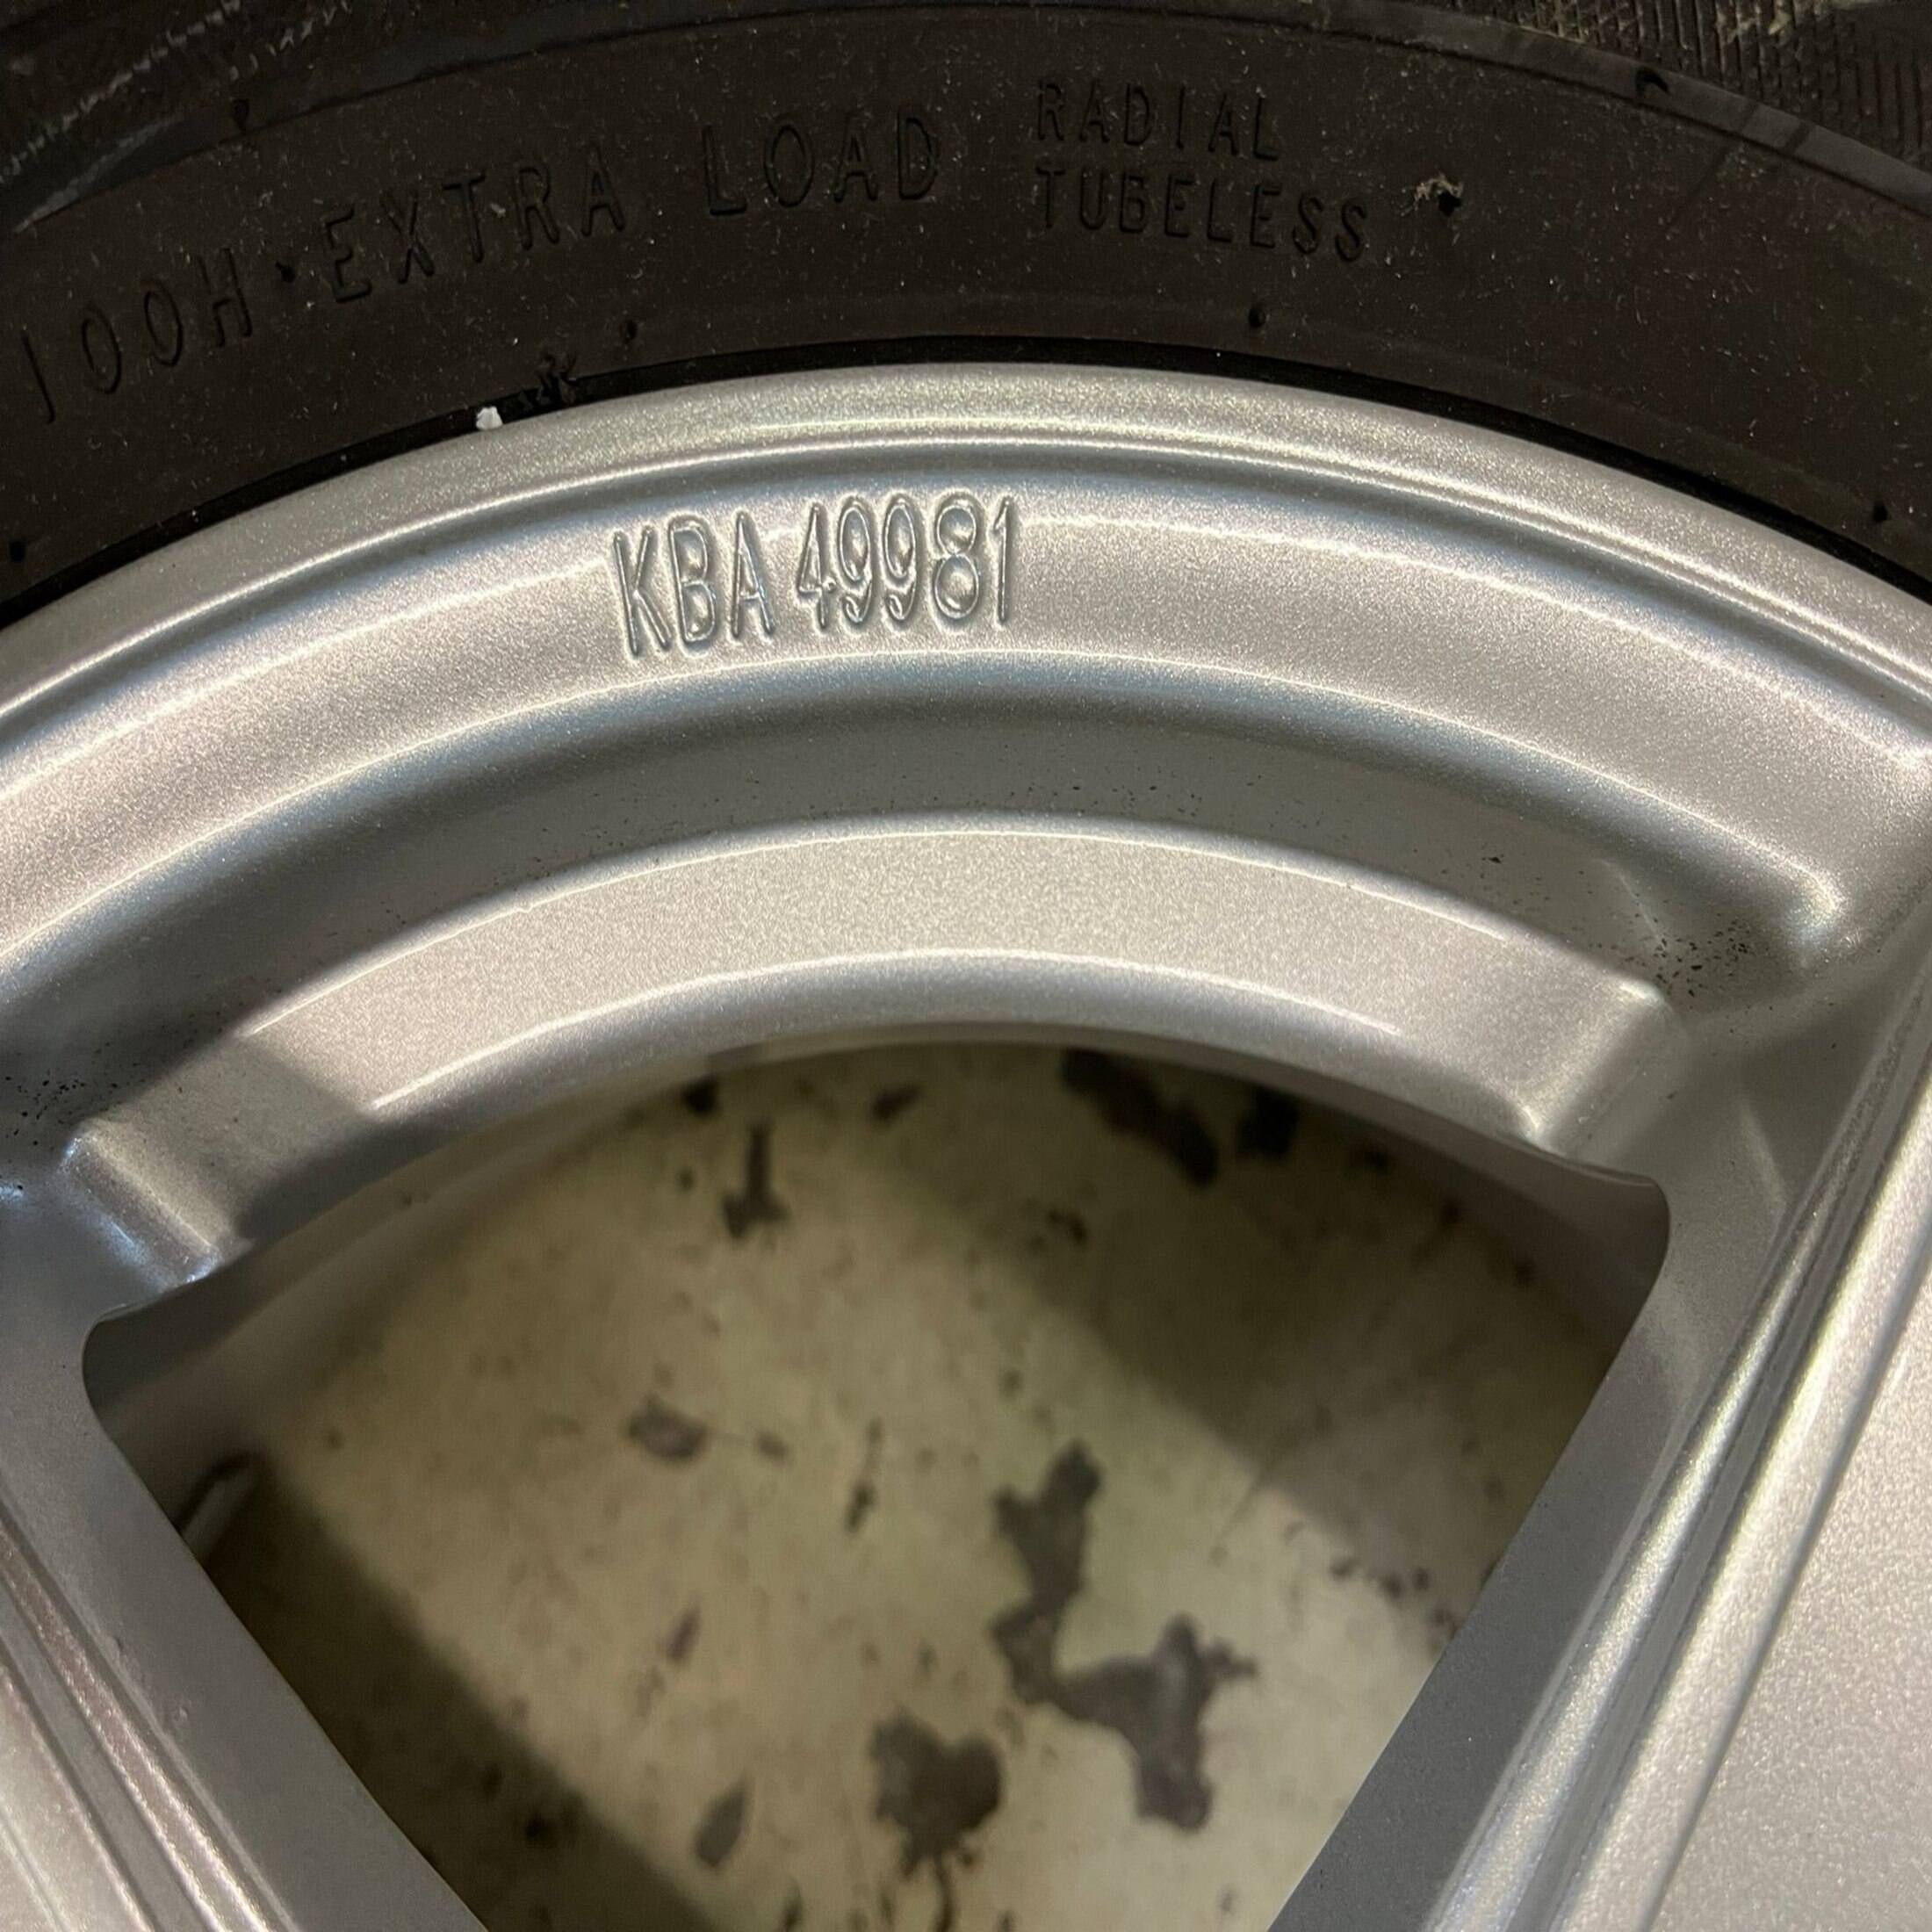 100H·EXTRA LOAD RADIAL
TUBELESS
KBA 49981